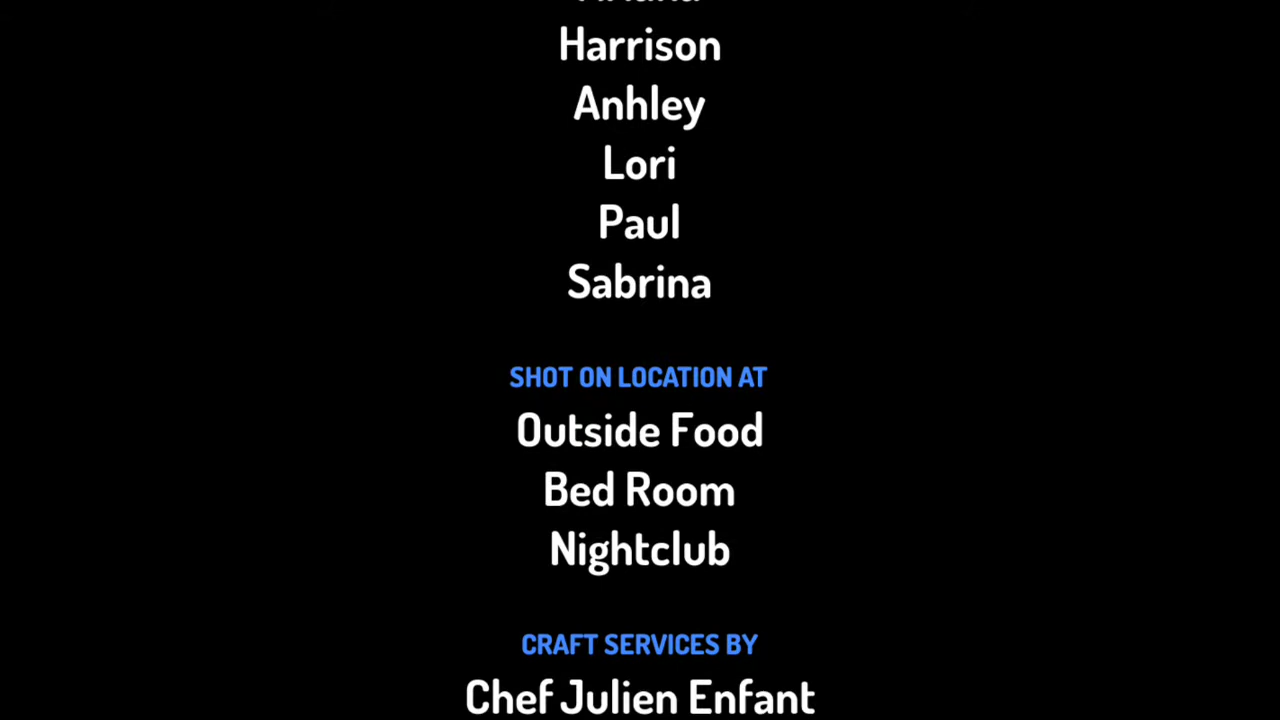 Harrison
Anhley
Lori
Paul
Sabrina
SHOT ON LOCATION AT
Outside Food
Bed Room
Nightclub
CRAFT SERVICES BY
Chef Julien Enfant